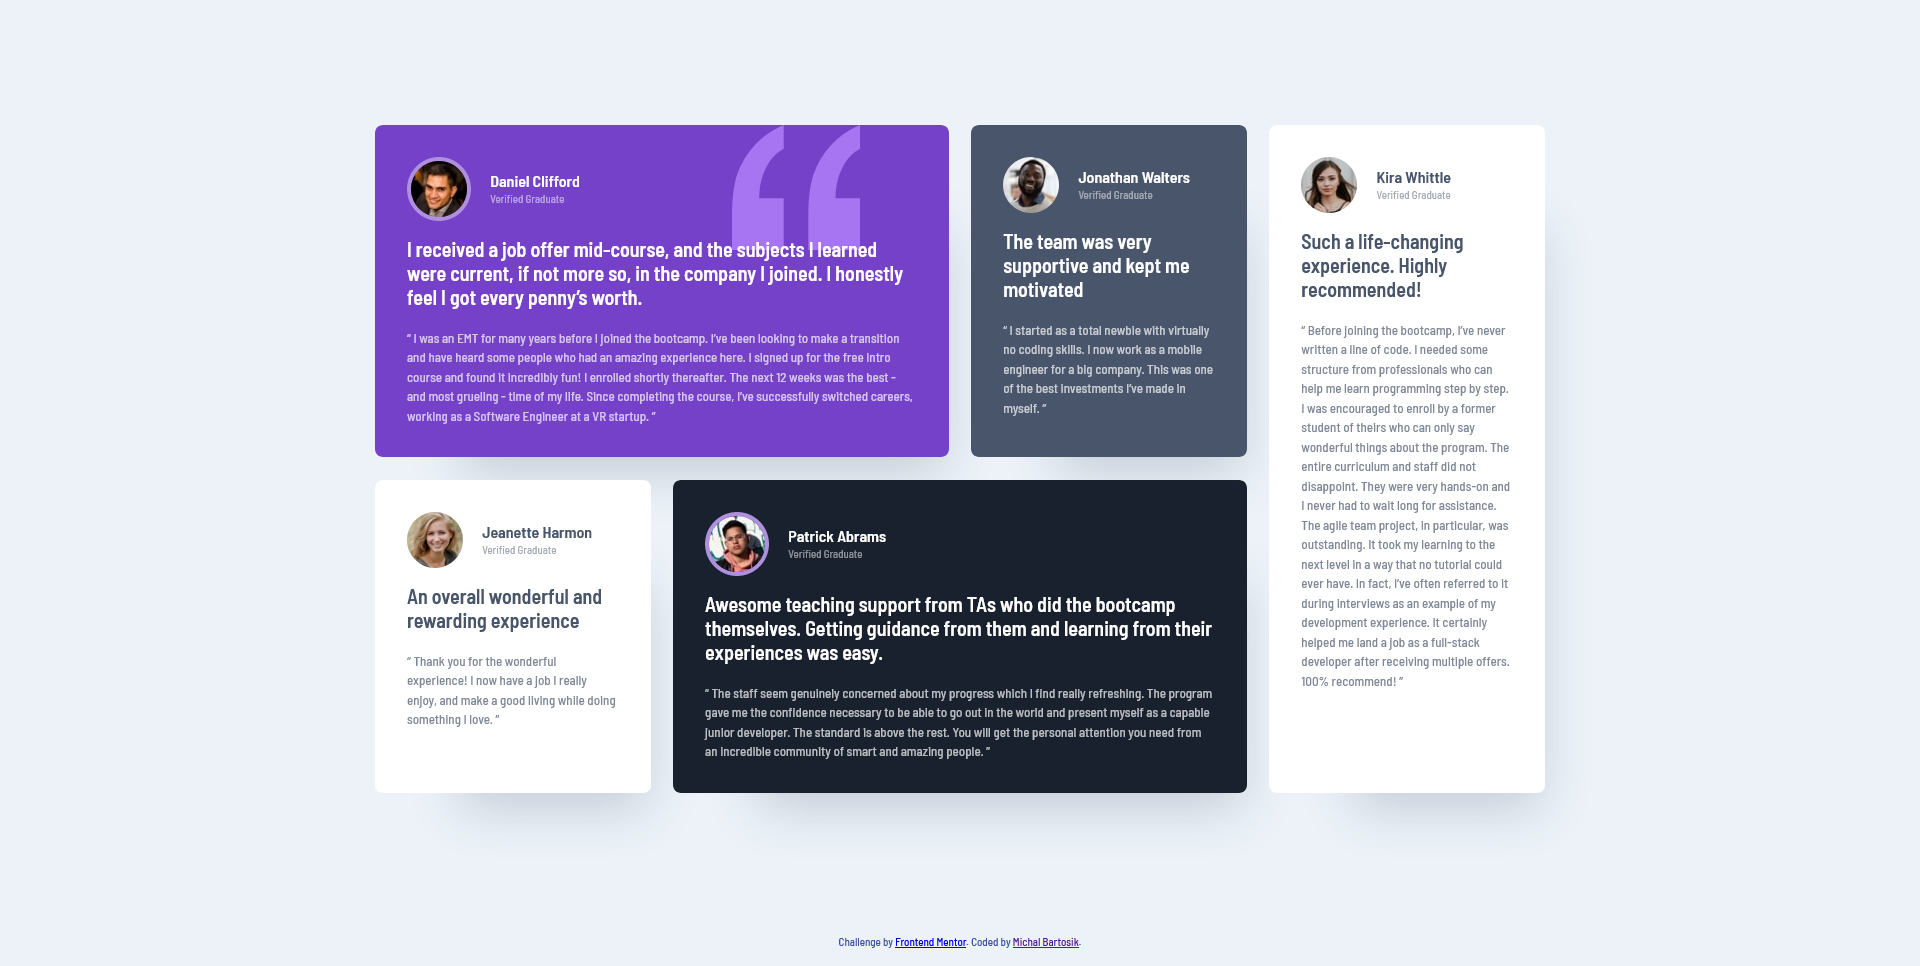 Daniel Clifford
Verified Graduate
I received a job offer mid-course, and the subjects I learned
were current, if not more so, in the company I joined. I honestly
feel I got every penny’s worth.
“ I was an EMT for many years before I joined the bootcamp. I’ve been looking to make a transition
and have heard some people who had an amazing experience here. I signed up for the free intro
course and found it incredibly fun! I enrolled shortly thereafter. The next 12 weeks was the best -
and most grueling - time of my life. Since completing the course, I’ve successfully switched careers,
working as a Software Engineer at a VR startup. ”
Jonathan Walters
Verified Graduate
The team was very
supportive and kept me
motivated
“ I started as a total newbie with virtually
no coding skills. I now work as a mobile
engineer for a big company. This was one
of the best investments I’ve made in
myself. ”
Kira Whittle
Verified Graduate
Such a life-changing
experience. Highly
recommended!
“ Before joining the bootcamp, I’ve never
written a line of code. I needed some
structure from professionals who can
help me learn programming step by step.
I was encouraged to enroll by a former
student of theirs who can only say
wonderful things about the program. The
entire curriculum and staff did not
disappoint. They were very hands-on and
I never had to wait long for assistance.
The agile team project, in particular, was
outstanding. It took my learning to the
next level in a way that no tutorial could
ever have. In fact, I’ve often referred to it
during interviews as an example of my
development experience. It certainly
helped me land a job as a full-stack
developer after receiving multiple offers.
100% recommend! ”
Jeanette Harmon
Verified Graduate
An overall wonderful and
rewarding experience
“ Thank you for the wonderful
experience! I now have a job I really
enjoy, and make a good living while doing
something I love. ”
Patrick Abrams
Verified Graduate
Awesome teaching support from TAs who did the bootcamp
themselves. Getting guidance from them and learning from their
experiences was easy.
“ The staff seem genuinely concerned about my progress which I find really refreshing. The program
gave me the confidence necessary to be able to go out in the world and present myself as a capable
junior developer. The standard is above the rest. You will get the personal attention you need from
an incredible community of smart and amazing people. ”
Challenge by Frontend Mentor. Coded by Michal Bartosik.